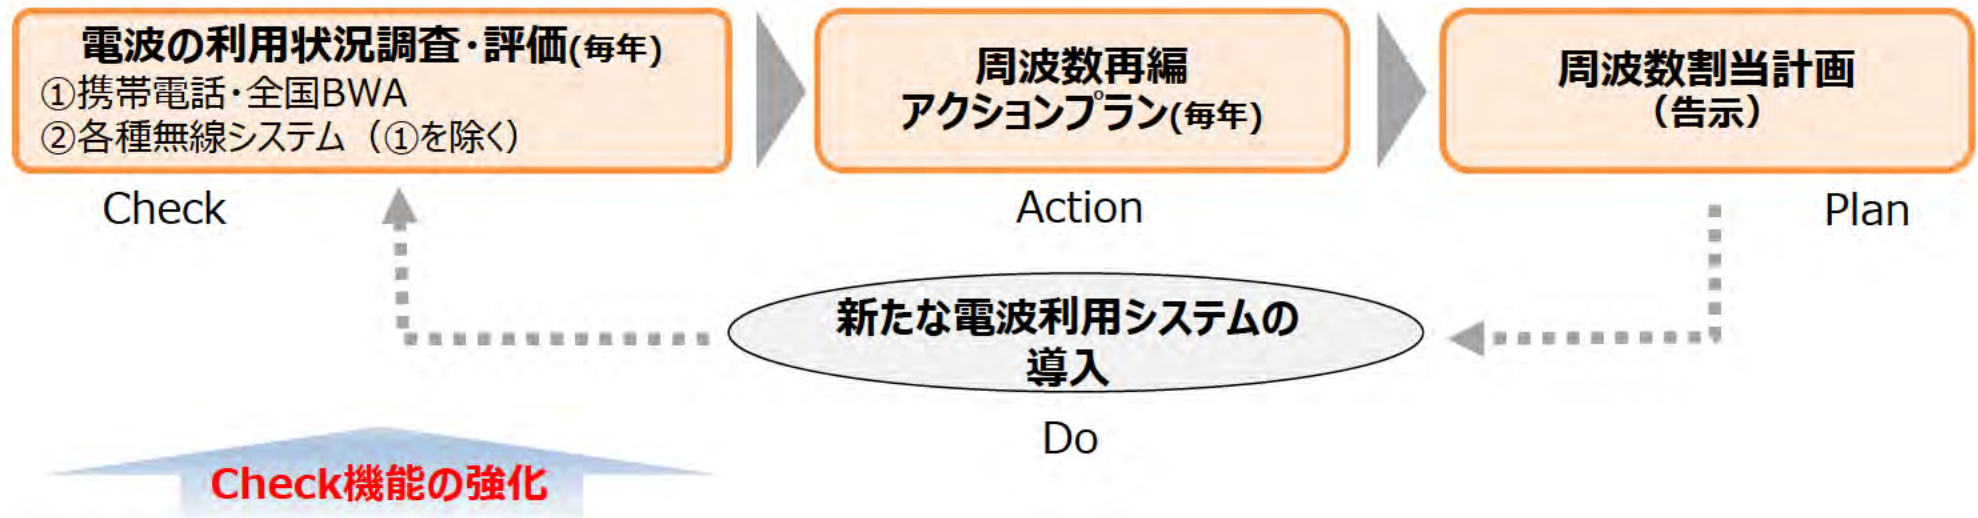 電波の利用状況調査・評価(毎年)
①携帯電話・全国BWA
②各種無線システム（①を除く）
周波数再編
アクションプラン(毎年)
周波数割当計画
（告示）
Check
Action
Plan
新たな電波利用システムの
導入
Do
Check機能の強化